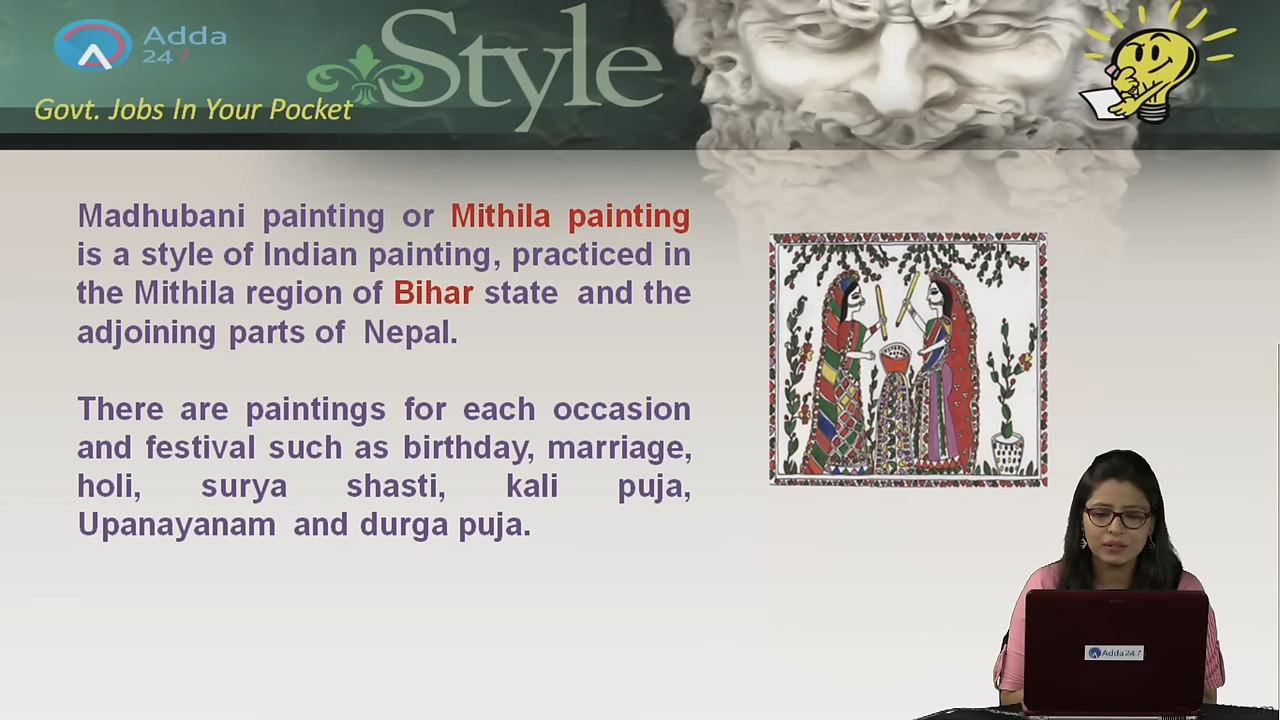 Adda
247
Style
Govt. Jobs In Your Pocket
Madhubani painting or Mithila painting
is a style of Indian painting, practiced in
the Mithila region of Bihar state and the
adjoining parts of Nepal.
There are paintings for each occasion
and festival such as birthday, marriage,
holi, surya shasti, kali puja,
Upanayanam and durga puja.
Adda247